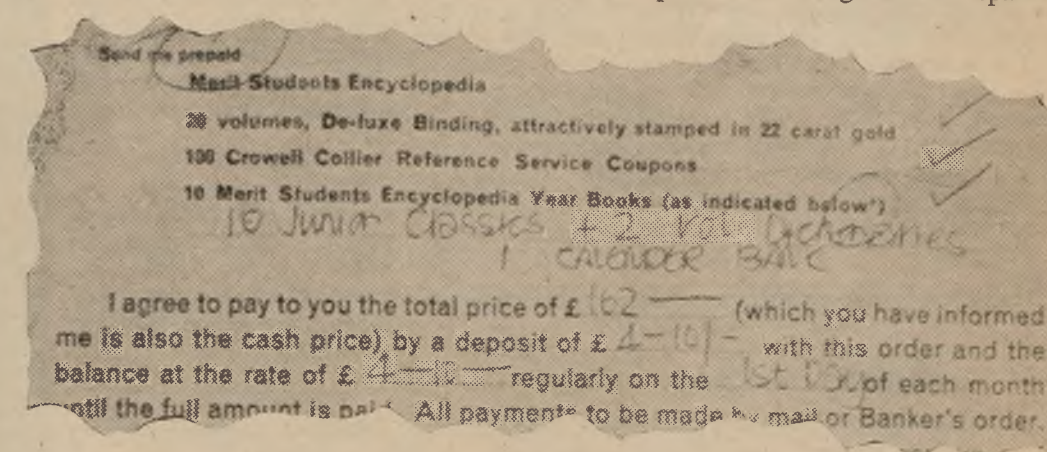 Send me prepaid
Merit Students Encyclopedia
20 volumes, De-luxe Binding, attractively stamped in 22 carat gold
100 Crowell Collier Reference Service Coupons
10 Merit Students Encyclopedia Year Books (as indicated below*)
10 Junior Classics + 2 Vol Dictionaries
1 CALENDER BANK
I agree to pay to you the total price of £ 162 — (which you have informed
me is also the cash price) by a deposit of £ 4-10/- with this order and the
balance at the rate of £ 4-10 — regularly on the 1st Day of each month
until the full amount is paid. All payments to be made by mail or Banker's order.